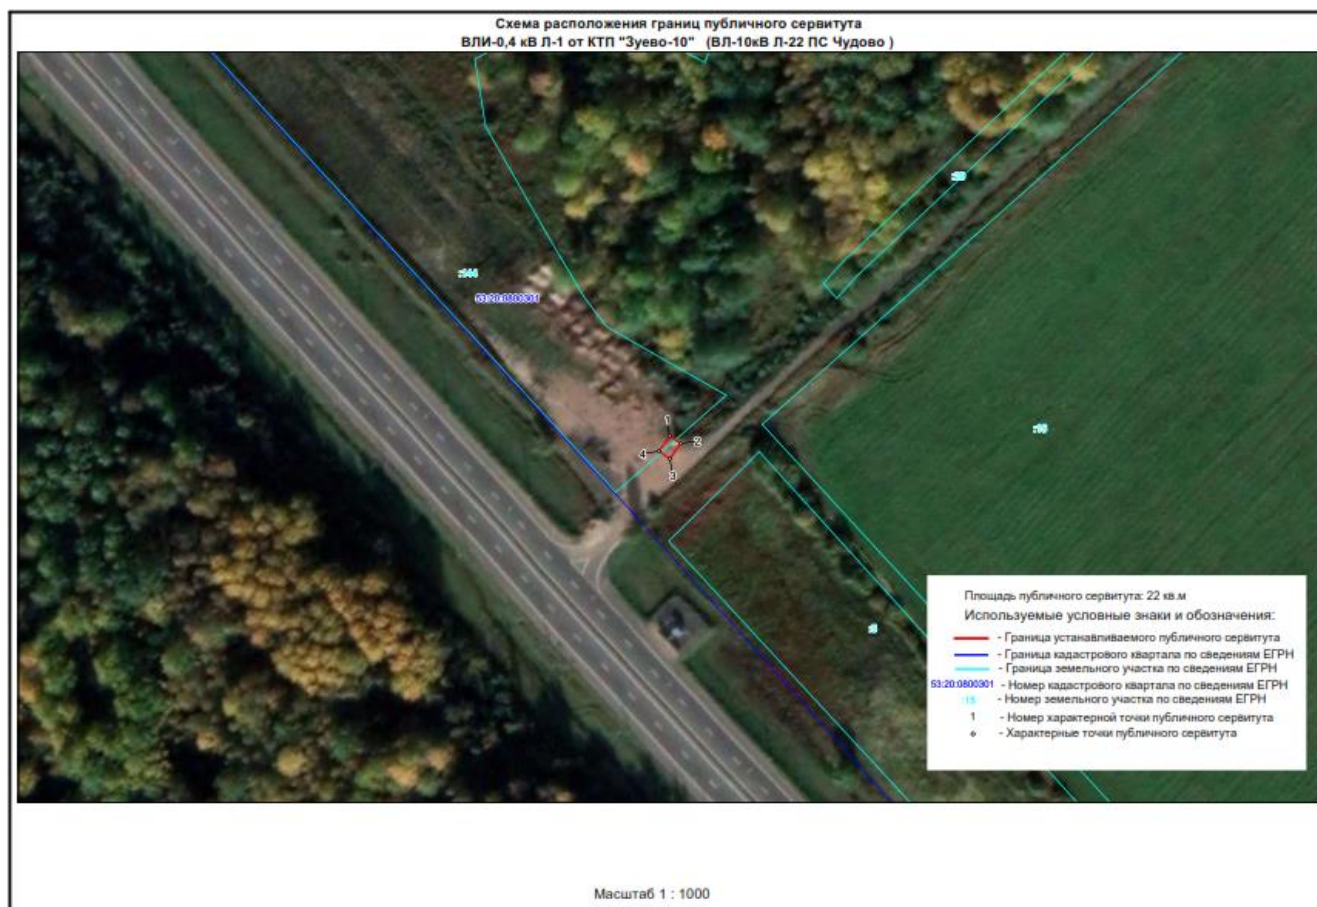 Схема расположения границ публичного сервитута
ВЛИ-0,4 кВ Л-1 от КТП "Зуево-10" (ВЛ-10кВ Л-22 ПС Чудово )
:144
53:20:0800301
1
2
4
3
Площадь публичного сервитута: 22 кв.м
Используемые условные знаки и обозначения:
- Граница устанавливаемого публичного сервитута
- Граница кадастрового квартала по сведениям ЕГРН
- Граница земельного участка по сведениям ЕГРН
53:20:0800301 - Номер кадастрового квартала по сведениям ЕГРН
:15 - Номер земельного участка по сведениям ЕГРН
1 - Номер характерной точки публичного сервитута
- Характерные точки публичного сервитута
Масштаб 1 : 1000